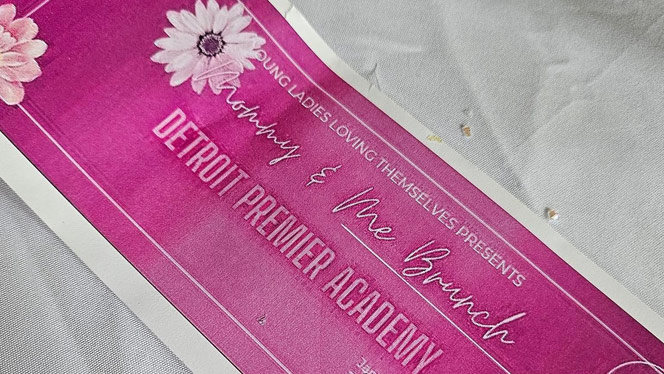 YOUNG LADIES LOVING THEMSELVES PRESENTS
Mommy & Me Brunch
DETROIT PREMIER ACADEMY